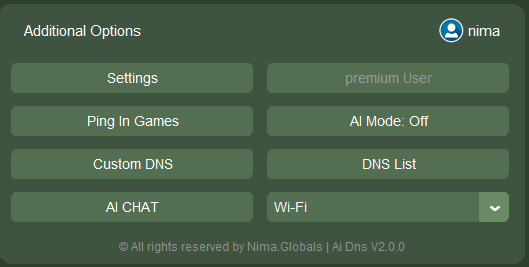 Additional Options
nima
Settings
premium User
Ping In Games
AI Mode: Off
Custom DNS
DNS List
AI CHAT
Wi-Fi
© All rights reserved by Nima.Globals | Ai Dns V2.0.0